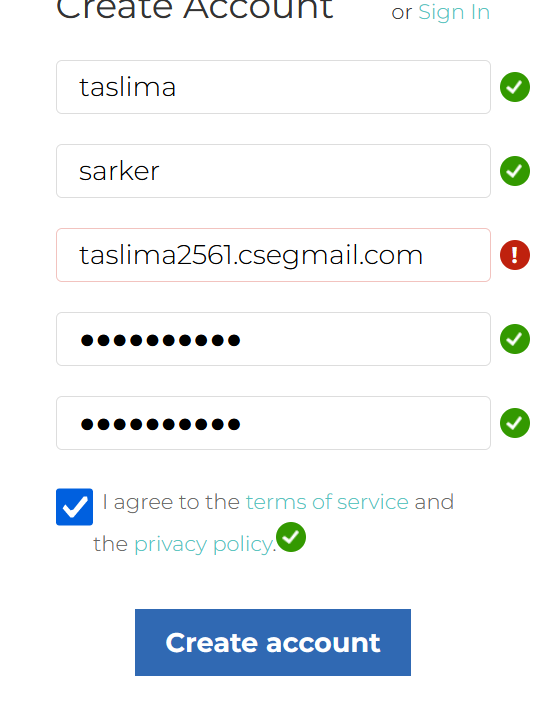 Create Account
or Sign In
taslima
sarker
taslima2561.csegmail.com
●●●●●●●●●●
●●●●●●●●●●
I agree to the terms of service and
the privacy policy.
Create account